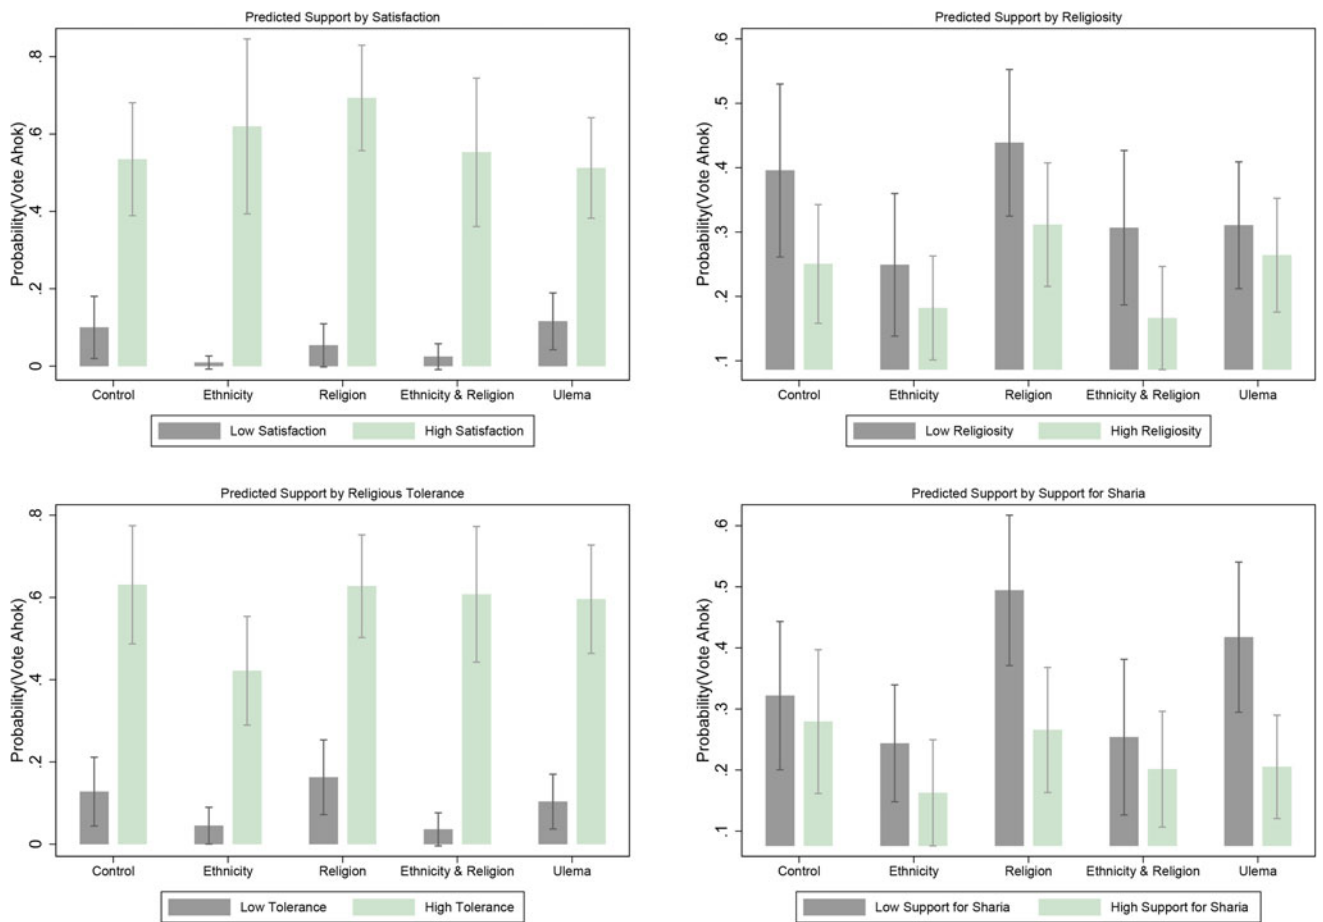 Predicted Support by Satisfaction
Probability(Vote Ahok)
.8
.6
.4
.2
0
Control Ethnicity Religion Ethnicity & Religion Ulema
Low Satisfaction High Satisfaction
Predicted Support by Religiosity
Probability(Vote Ahok)
.6
.5
.4
.3
.2
.1
Control Ethnicity Religion Ethnicity & Religion Ulema
Low Religiosity High Religiosity
Predicted Support by Religious Tolerance
Probability(Vote Ahok)
.8
.6
.4
.2
0
Control Ethnicity Religion Ethnicity & Religion Ulema
Low Tolerance High Tolerance
Predicted Support by Support for Sharia
Probability(Vote Ahok)
.6
.5
.4
.3
.2
.1
Control Ethnicity Religion Ethnicity & Religion Ulema
Low Support for Sharia High Support for Sharia